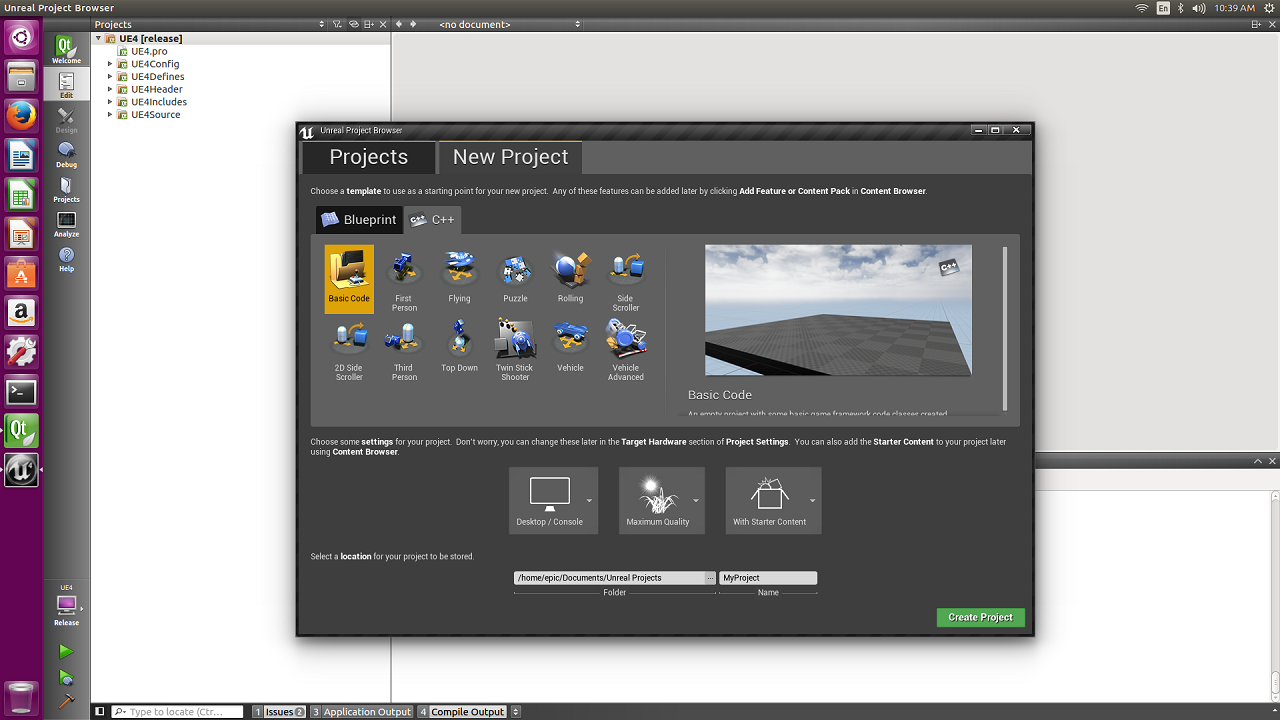 Unreal Project Browser
En
10:39 AM
Projects
<no document>
Welcome
Edit
Design
Debug
Projects
Analyze
Help
UE4 [release]
UE4.pro
UE4Config
UE4Defines
UE4Header
UE4Includes
UE4Source
Unreal Project Browser
Projects
New Project
Choose a template to use as a starting point for your new project. Any of these features can be added later by clicking Add Feature or Content Pack in Content Browser.
Blueprint
C++
Basic Code
First
Person
Flying
Puzzle
Rolling
Side
Scroller
2D Side
Scroller
Third
Person
Top Down
Twin Stick
Shooter
Vehicle
Vehicle
Advanced
C++
Basic Code
An empty project with some basic game framework code classes created.
Choose some settings for your project. Don't worry, you can change these later in the Target Hardware section of Project Settings. You can also add the Starter Content to your project later
using Content Browser.
Desktop / Console
Maximum Quality
With Starter Content
Select a location for your project to be stored.
/home/epic/Documents/Unreal Projects
...
MyProject
Folder
Name
Create Project
UE4
Release
Type to locate (Ctr...
1 Issues 2
3 Application Output
4 Compile Output